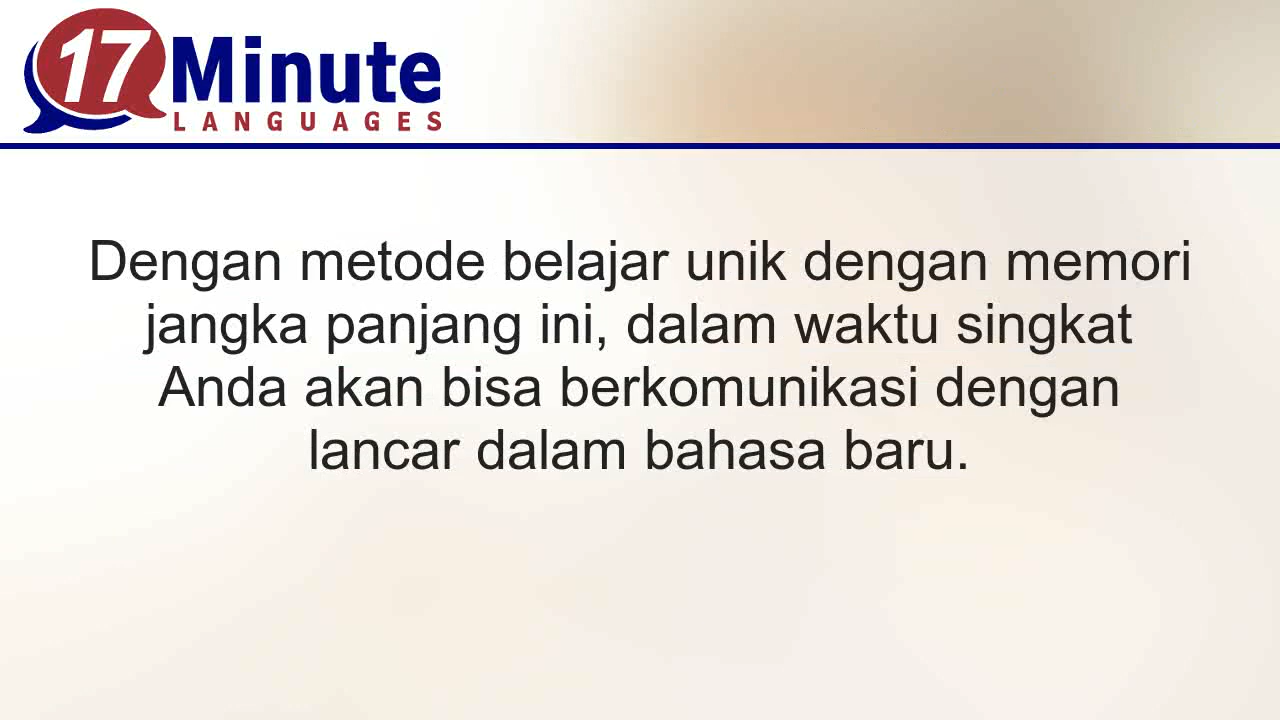 17 Minute
LANGUAGES
Dengan metode belajar unik dengan memori
jangka panjang ini, dalam waktu singkat
Anda akan bisa berkomunikasi dengan
lancar dalam bahasa baru.